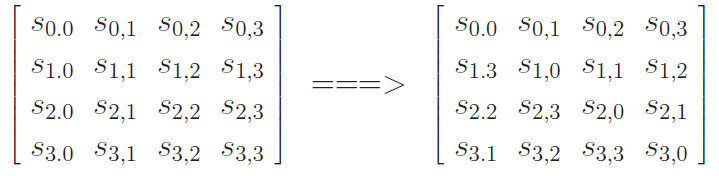 s0.0 s0,1 s0,2 s0,3 ===> s0.0 s0,1 s0,2 s0,3
s1.0 s1,1 s1,2 s1,3 s1.3 s1,0 s1,1 s1,2
s2.0 s2,1 s2,2 s2,3 s2.2 s2,3 s2,0 s2,1
s3.0 s3,1 s3,2 s3,3 s3.1 s3,2 s3,3 s3,0